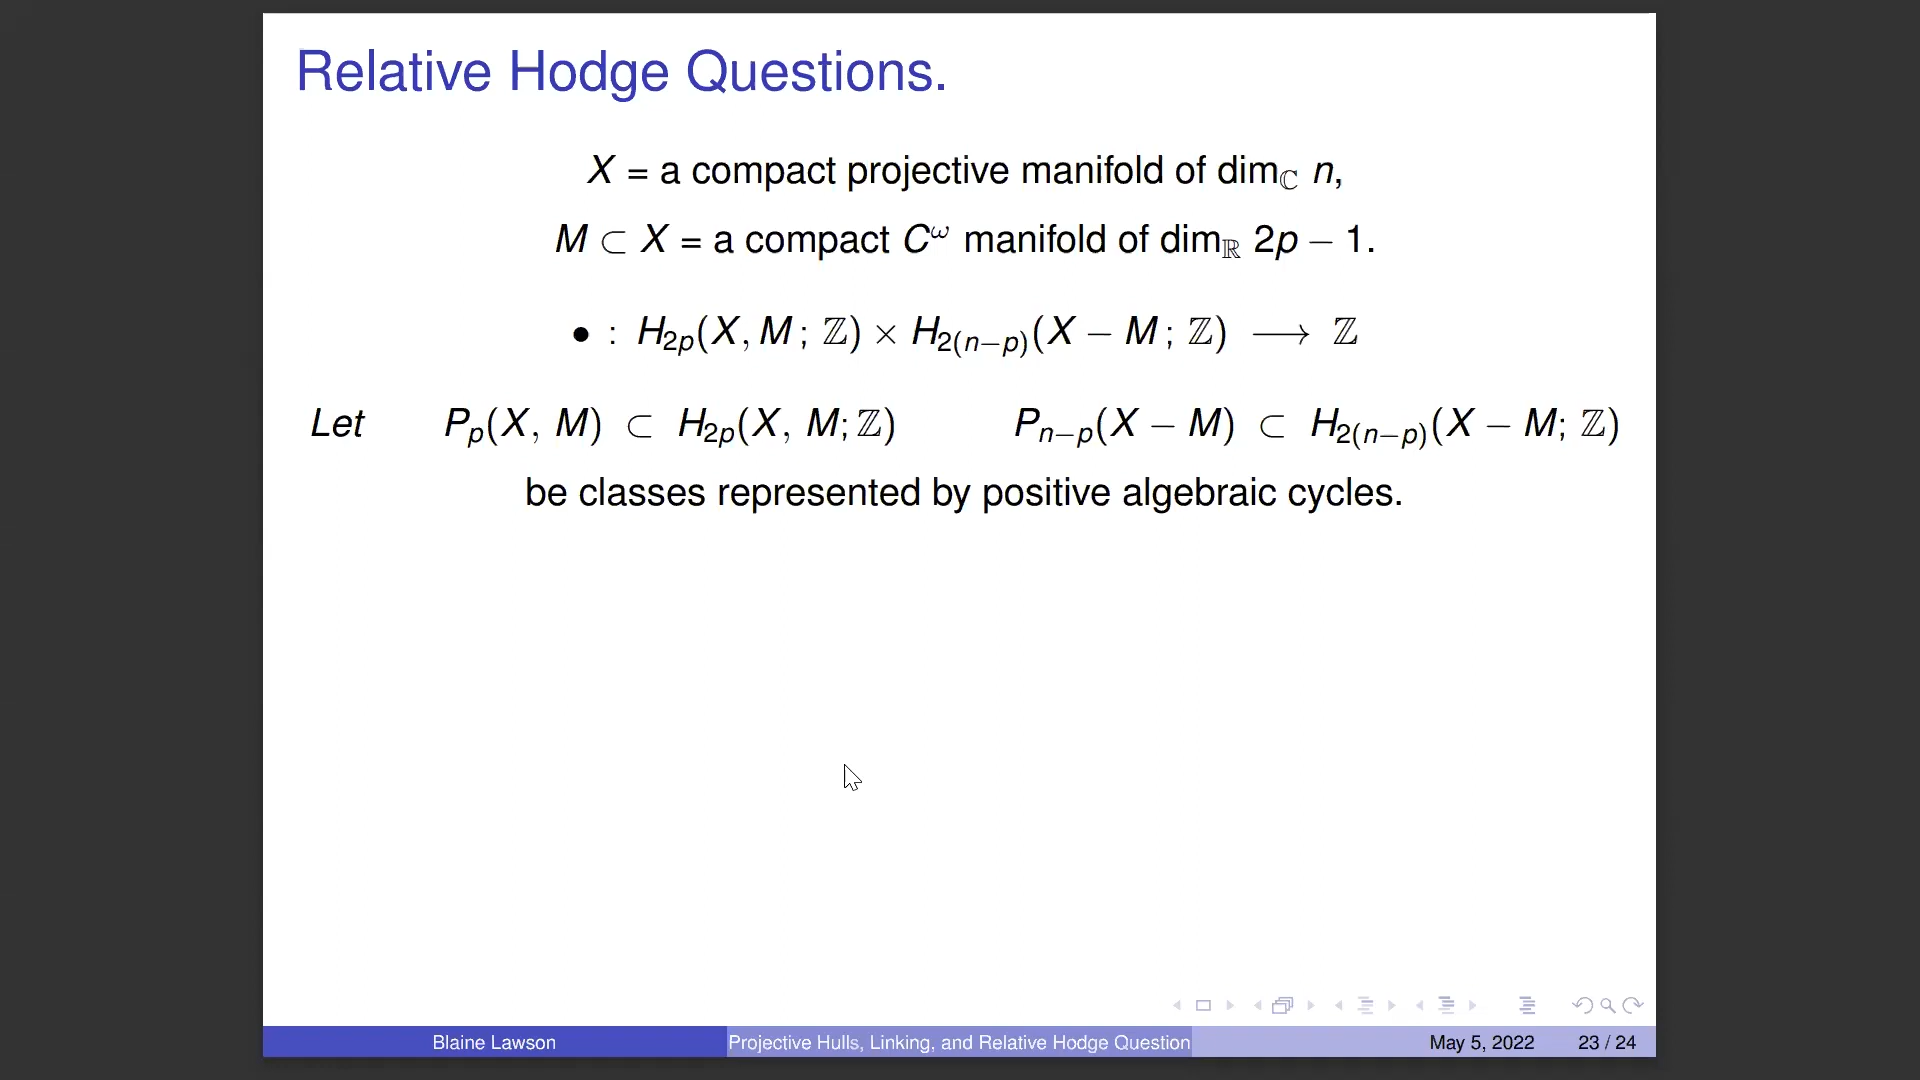 Relative Hodge Questions.
X = a compact projective manifold of dim_ℂ n,
M ⊂ X = a compact C^ω manifold of dim_ℝ 2p – 1.
• : H_{2p}(X, M ; ℤ) × H_{2(n−p)}(X − M ; ℤ) ⟶ ℤ
Let P_p(X, M) ⊂ H_{2p}(X, M; ℤ) P_{n−p}(X − M) ⊂ H_{2(n−p)}(X − M; ℤ)
be classes represented by positive algebraic cycles.
Blaine Lawson Projective Hulls, Linking, and Relative Hodge Question May 5, 2022 23 / 24